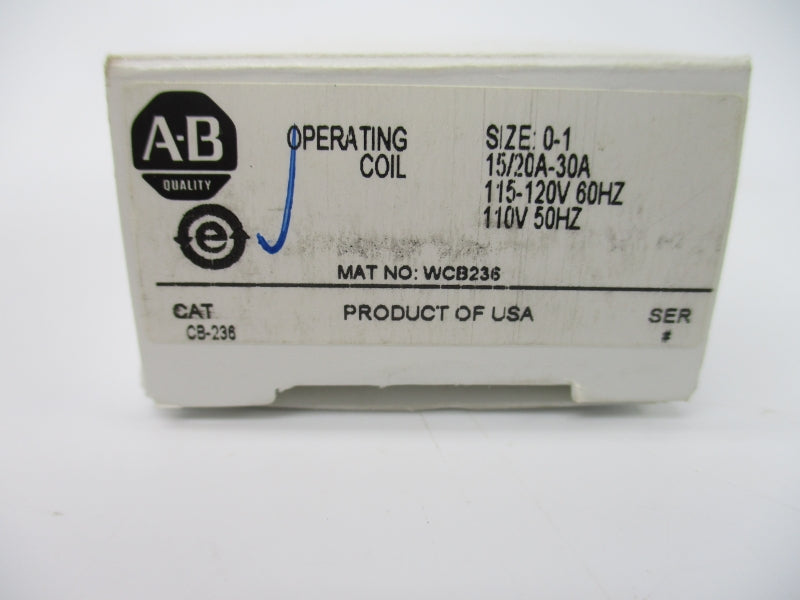 A·B
QUALITY
e
OPERATING
COIL
SIZE: 0-1
15/20A-30A
115-120V 60HZ
110V 50HZ
MAT NO: WCB236
CAT
CB-236
PRODUCT OF USA
SER
#